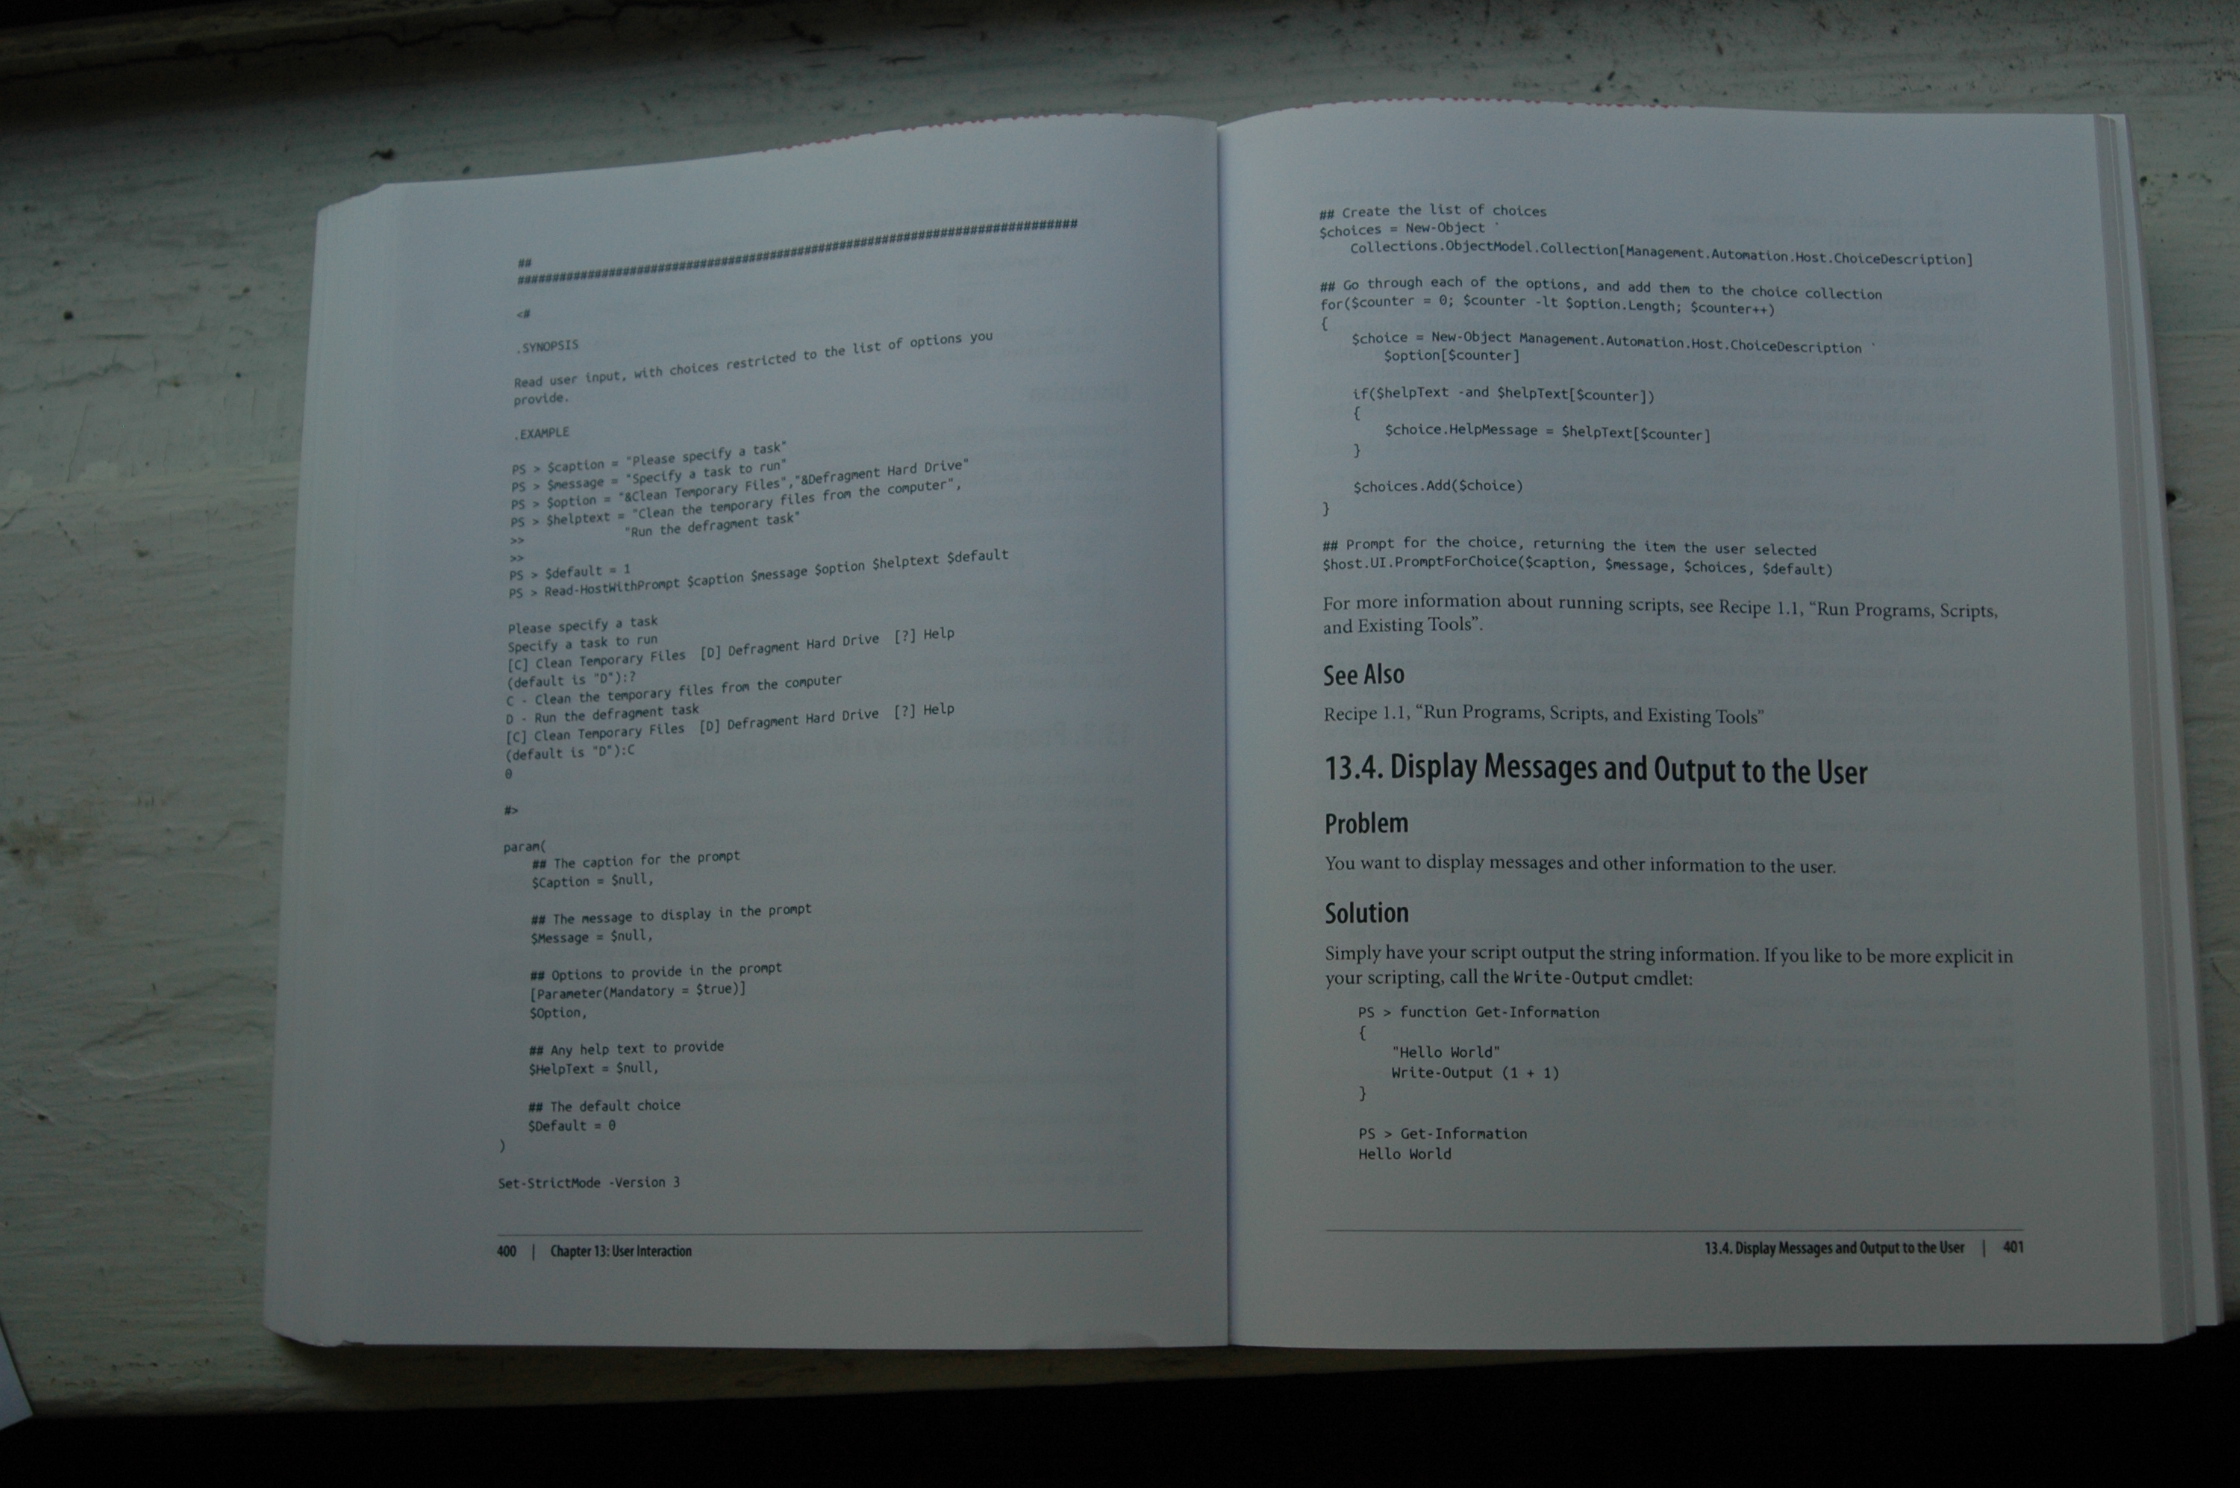 ##
##############################################################################
<#
.SYNOPSIS
Read user input, with choices restricted to the list of options you
provide.
.EXAMPLE
PS > $caption = "Please specify a task"
PS > $message = "Specify a task to run"
PS > $option = "&Clean Temporary Files","&Defragment Hard Drive"
PS > $helptext = "Clean the temporary files from the computer",
>>     "Run the defragment task"
>>
PS > $default = 1
PS > Read-HostWithPrompt $caption $message $option $helptext $default
Please specify a task
Specify a task to run
[C] Clean Temporary Files  [D] Defragment Hard Drive  [?] Help
(default is "D"):?
C - Clean the temporary files from the computer
D - Run the defragment task
[C] Clean Temporary Files  [D] Defragment Hard Drive  [?] Help
(default is "D"):C
0
#>
param(
## The caption for the prompt
$Caption = $null,
## The message to display in the prompt
$Message = $null,
## Options to provide in the prompt
[Parameter(Mandatory = $true)]
$Option,
## Any help text to provide
$HelpText = $null,
## The default choice
$Default = 0
)
Set-StrictMode -Version 3
400 | Chapter 13: User Interaction
## Create the list of choices
$choices = New-Object `
Collections.ObjectModel.Collection[Management.Automation.Host.ChoiceDescription]
## Go through each of the options, and add them to the choice collection
for($counter = 0; $counter -lt $option.Length; $counter++)
{
$choice = New-Object Management.Automation.Host.ChoiceDescription `
$option[$counter]
if($helpText -and $helpText[$counter])
{
$choice.HelpMessage = $helpText[$counter]
}
$choices.Add($choice)
}
## Prompt for the choice, returning the item the user selected
$host.UI.PromptForChoice($caption, $message, $choices, $default)
For more information about running scripts, see Recipe 1.1, “Run Programs, Scripts,
and Existing Tools”.
See Also
Recipe 1.1, “Run Programs, Scripts, and Existing Tools”
13.4. Display Messages and Output to the User
Problem
You want to display messages and other information to the user.
Solution
Simply have your script output the string information. If you like to be more explicit in
your scripting, call the Write-Output cmdlet:
PS > function Get-Information
{
"Hello World"
Write-Output (1 + 1)
}
PS > Get-Information
Hello World
13.4. Display Messages and Output to the User | 401